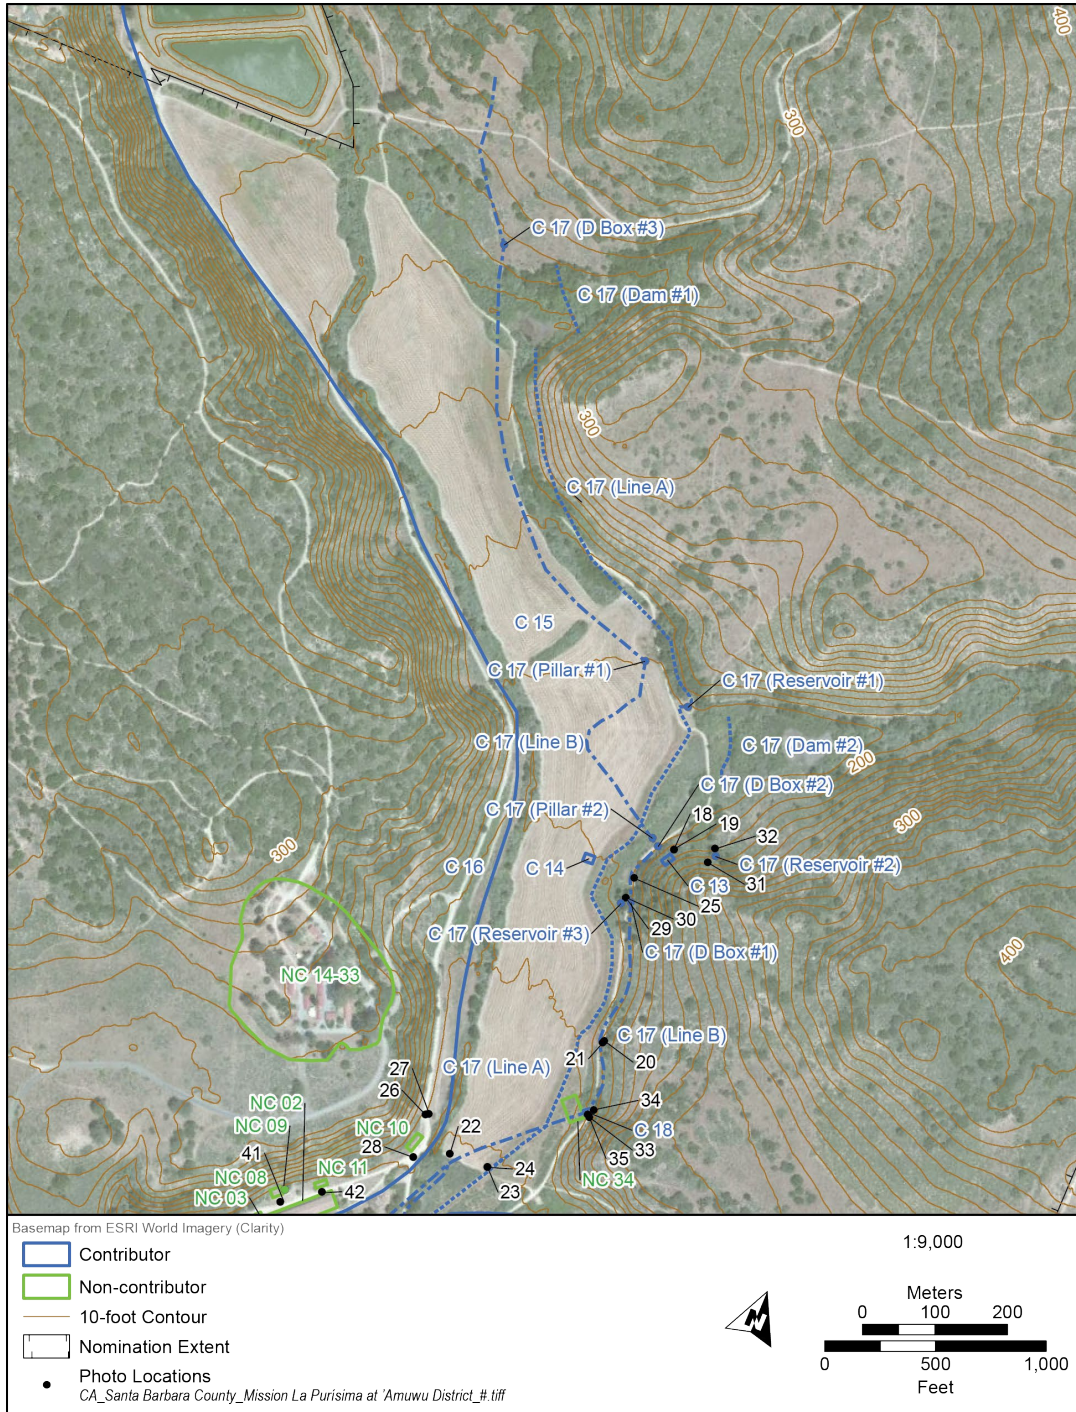 400
300
C 17 (D Box #3)
C 17 (Dam #1)
300
C 17 (Line A)
C 15
C 17 (Pillar #1)
C 17 (Reservoir #1)
C 17 (Line B)
C 17 (Dam #2)
200
C 17 (D Box #2)
C 17 (Pillar #2)
18
19
32
300
300
C 16
C 14
C 17 (Reservoir #2)
C 13
31
25
30
29
C 17 (Reservoir #3)
C 17 (D Box #1)
400
NC 14-33
C 17 (Line B)
21
20
27
C 17 (Line A)
26
NC 02
34
NC 09
NC 10
22
C 18
33
41
28
35
NC 08
NC 11
24
NC 34
NC 03
42
23
Basemap from ESRI World Imagery (Clarity)
Contributor
Non-contributor
10-foot Contour
Nomination Extent
Photo Locations
CA_Santa Barbara County_Mission La Purisima at 'Amuwu District_#.tiff
N
1:9,000
Meters
0 100 200
0 500 1,000
Feet